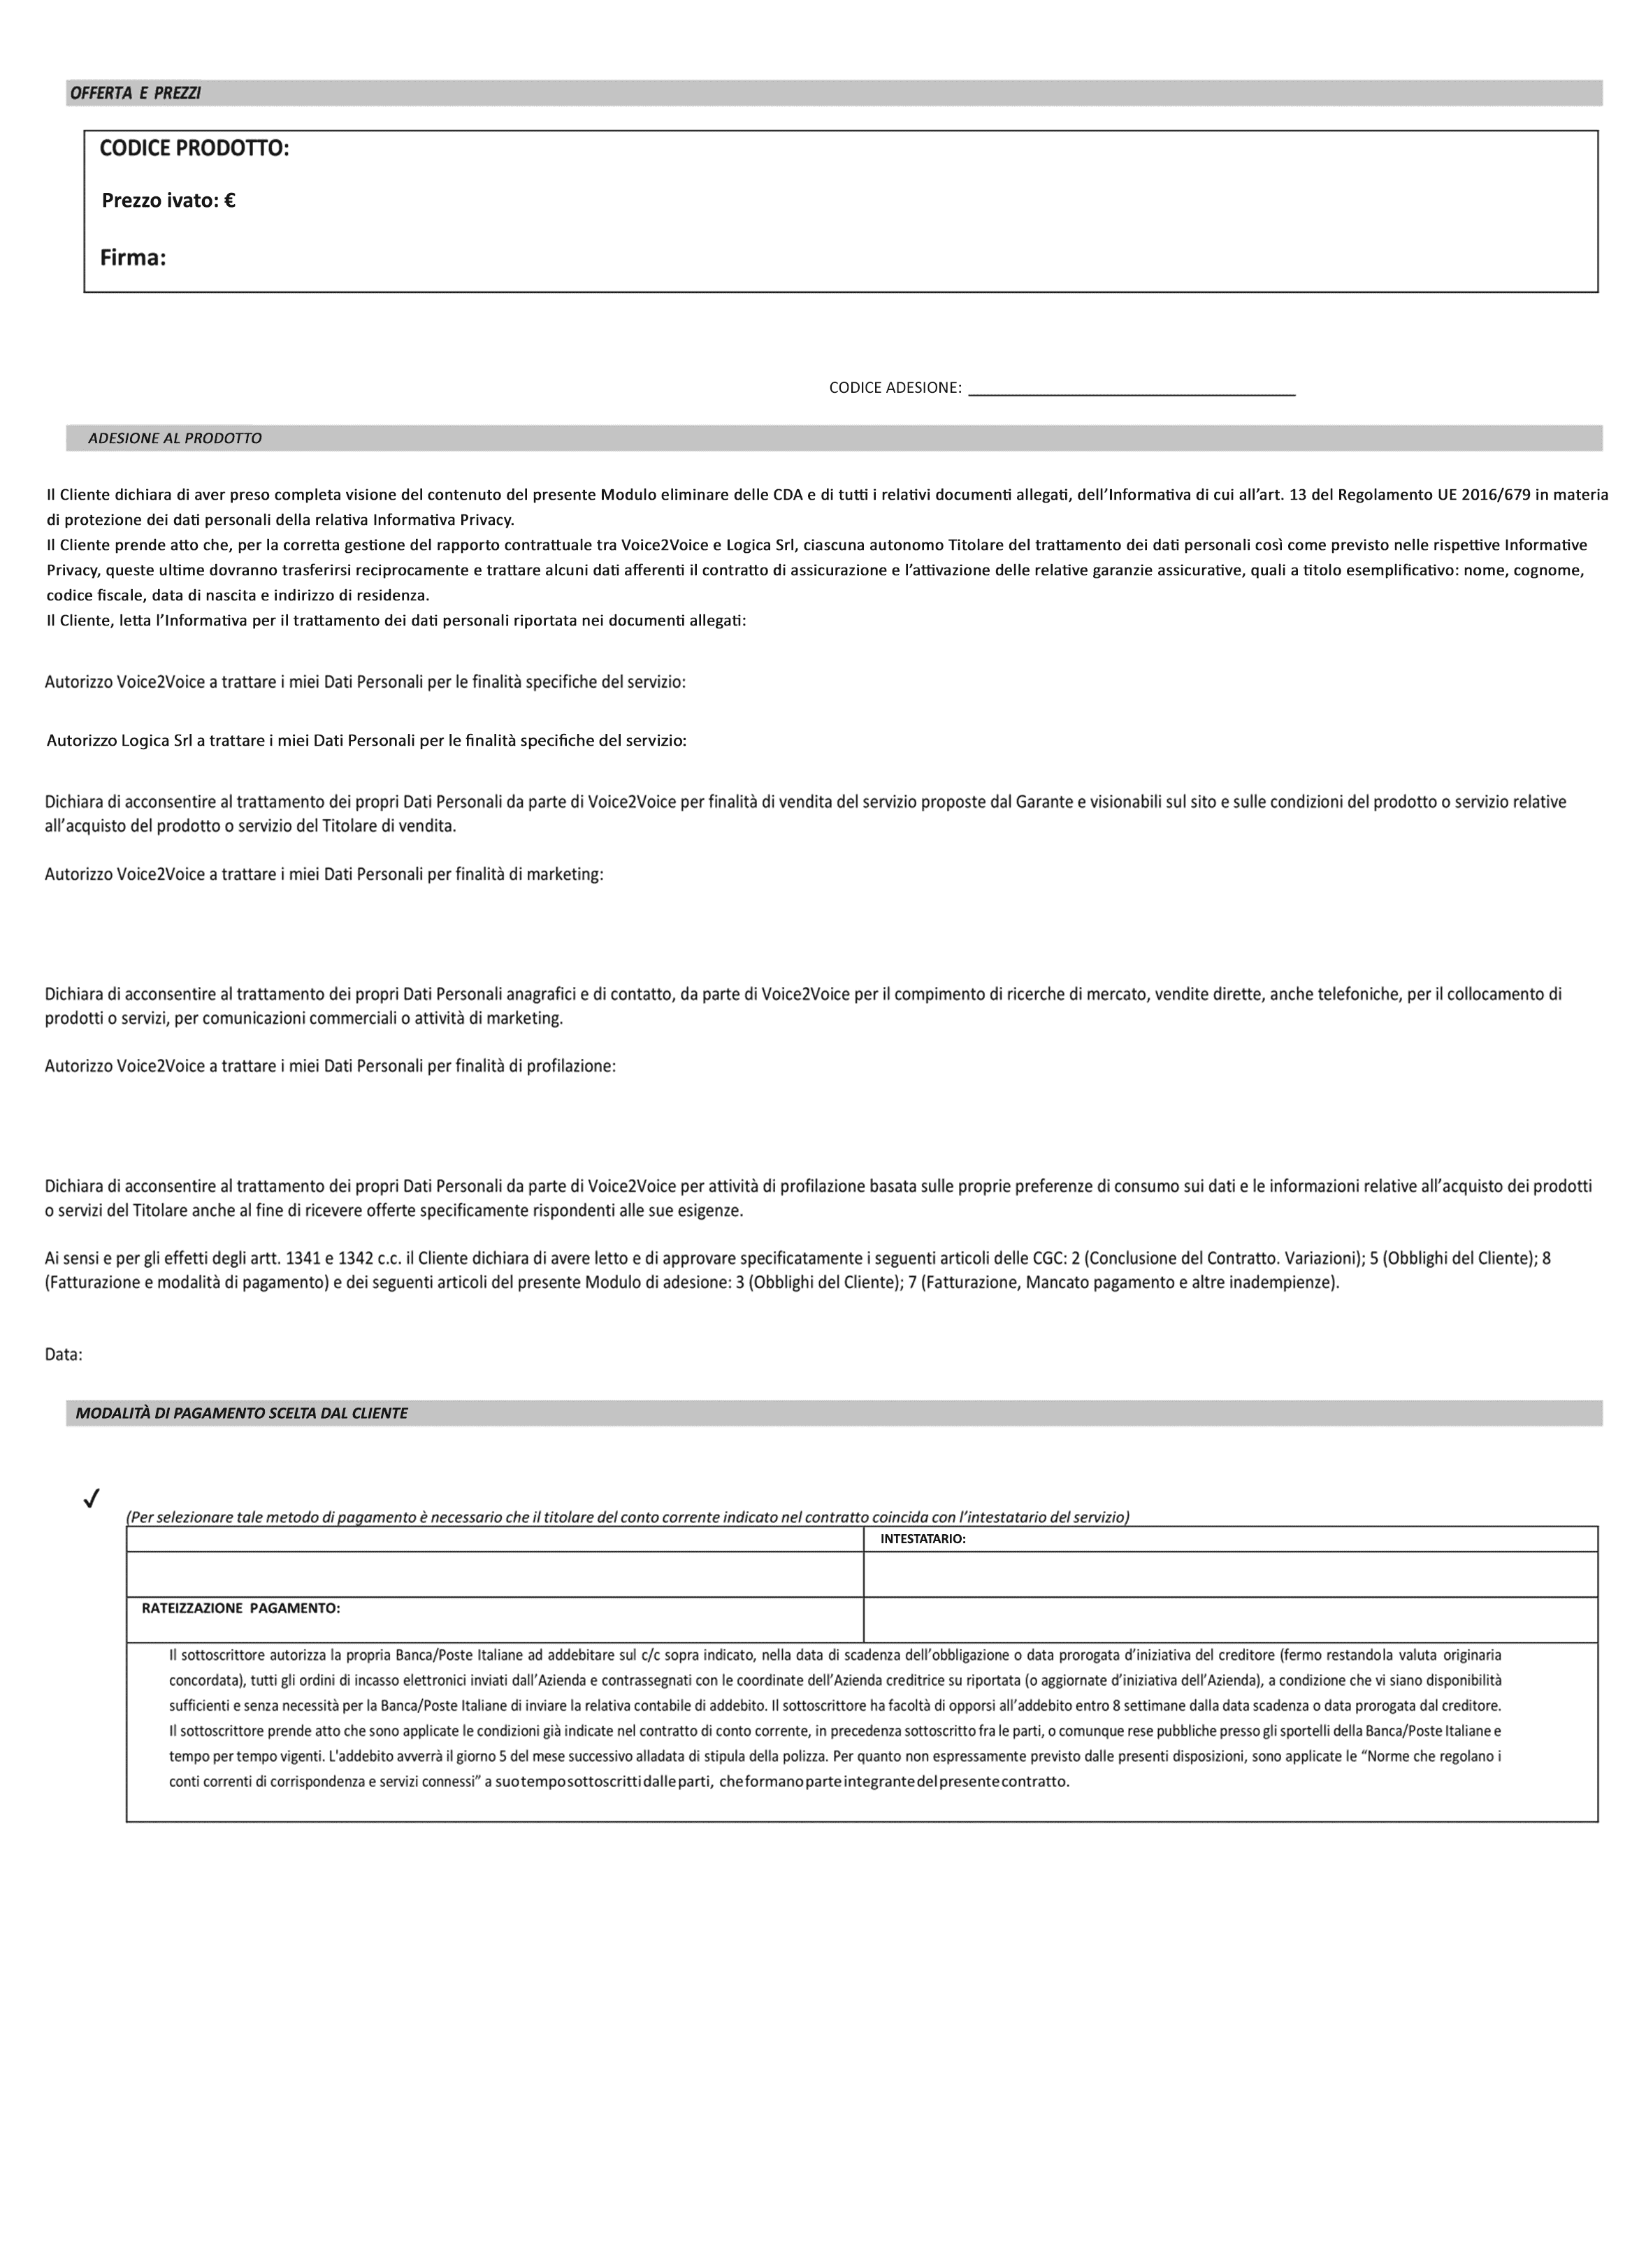 OFFERTA E PREZZI
CODICE PRODOTTO:
Prezzo ivato: €
Firma:
CODICE ADESIONE: ____________________
ADESIONE AL PRODOTTO
Il Cliente dichiara di aver preso completa visione del contenuto del presente Modulo eliminare delle CDA e di tutti i relativi documenti allegati, dell’Informativa di cui all’art. 13 del Regolamento UE 2016/679 in materia
di protezione dei dati personali della relativa Informativa Privacy.
Il Cliente prende atto che, per la corretta gestione del rapporto contrattuale tra Voice2Voice e Logica Srl, ciascuna autonomo Titolare del trattamento dei dati personali così come previsto nelle rispettive Informative
Privacy, queste ultime dovranno trasferirsi reciprocamente e trattare alcuni dati afferenti il contratto di assicurazione e l’attivazione delle relative garanzie assicurative, quali a titolo esemplificativo: nome, cognome,
codice fiscale, data di nascita e indirizzo di residenza.
Il Cliente, letta l’Informativa per il trattamento dei dati personali riportata nei documenti allegati:
Autorizzo Voice2Voice a trattare i miei Dati Personali per le finalità specifiche del servizio:
Autorizzo Logica Srl a trattare i miei Dati Personali per le finalità specifiche del servizio:
Dichiara di acconsentire al trattamento dei propri Dati Personali da parte di Voice2Voice per finalità di vendita del servizio proposte dal Garante e visionabili sul sito e sulle condizioni del prodotto o servizio relative
all’acquisto del prodotto o servizio del Titolare di vendita.
Autorizzo Voice2Voice a trattare i miei Dati Personali per finalità di marketing:
Dichiara di acconsentire al trattamento dei propri Dati Personali anagrafici e di contatto, da parte di Voice2Voice per il compimento di ricerche di mercato, vendite dirette, anche telefoniche, per il collocamento di
prodotti o servizi, per comunicazioni commerciali o attività di marketing.
Autorizzo Voice2Voice a trattare i miei Dati Personali per finalità di profilazione:
Dichiara di acconsentire al trattamento dei propri Dati Personali da parte di Voice2Voice per attività di profilazione basata sulle proprie preferenze di consumo sui dati e le informazioni relative all’acquisto dei prodotti
o servizi del Titolare anche al fine di ricevere offerte specificamente rispondenti alle sue esigenze.
Ai sensi e per gli effetti degli artt. 1341 e 1342 c.c. il Cliente dichiara di avere letto e di approvare specificatamente i seguenti articoli delle CGC: 2 (Conclusione del Contratto. Variazioni); 5 (Obblighi del Cliente); 8
(Fatturazione e modalità di pagamento) e dei seguenti articoli del presente Modulo di adesione: 3 (Obblighi del Cliente); 7 (Fatturazione, Mancato pagamento e altre inadempienze).
Data:
MODALITÀ DI PAGAMENTO SCELTA DAL CLIENTE
✓
(Per selezionare tale metodo di pagamento è necessario che il titolare del conto corrente indicato nel contratto coincida con l’intestatario del servizio)
INTESTATARIO:
RATEIZZAZIONE PAGAMENTO:
Il sottoscrittore autorizza la propria Banca/Poste Italiane ad addebitare sul c/c sopra indicato, nella data di scadenza dell’obbligazione o data prorogata d’iniziativa del creditore (fermo restandola valuta originaria
concordata), tutti gli ordini di incasso elettronici inviati dall’Azienda e contrassegnati con le coordinate dell’Azienda creditrice su riportata (o aggiornate d’iniziativa dell’Azienda), a condizione che vi siano disponibilità
sufficienti e senza necessità per la Banca/Poste Italiane di inviare la relativa contabile di addebito. Il sottoscrittore ha facoltà di opporsi all’addebito entro 8 settimane dalla data scadenza o data prorogata dal creditore.
Il sottoscrittore prende atto che sono applicate le condizioni già indicate nel contratto di conto corrente, in precedenza sottoscritto fra le parti, o comunque rese pubbliche presso gli sportelli della Banca/Poste Italiane e
tempo per tempo vigenti. L'addebito avverrà il giorno 5 del mese successivo alladata di stipula della polizza. Per quanto non espressamente previsto dalle presenti disposizioni, sono applicate le “Norme che regolano i
conti correnti di corrispondenza e servizi connessi” a suo tempo sottoscritti dalle parti, che formano parte integrante del presente contratto.